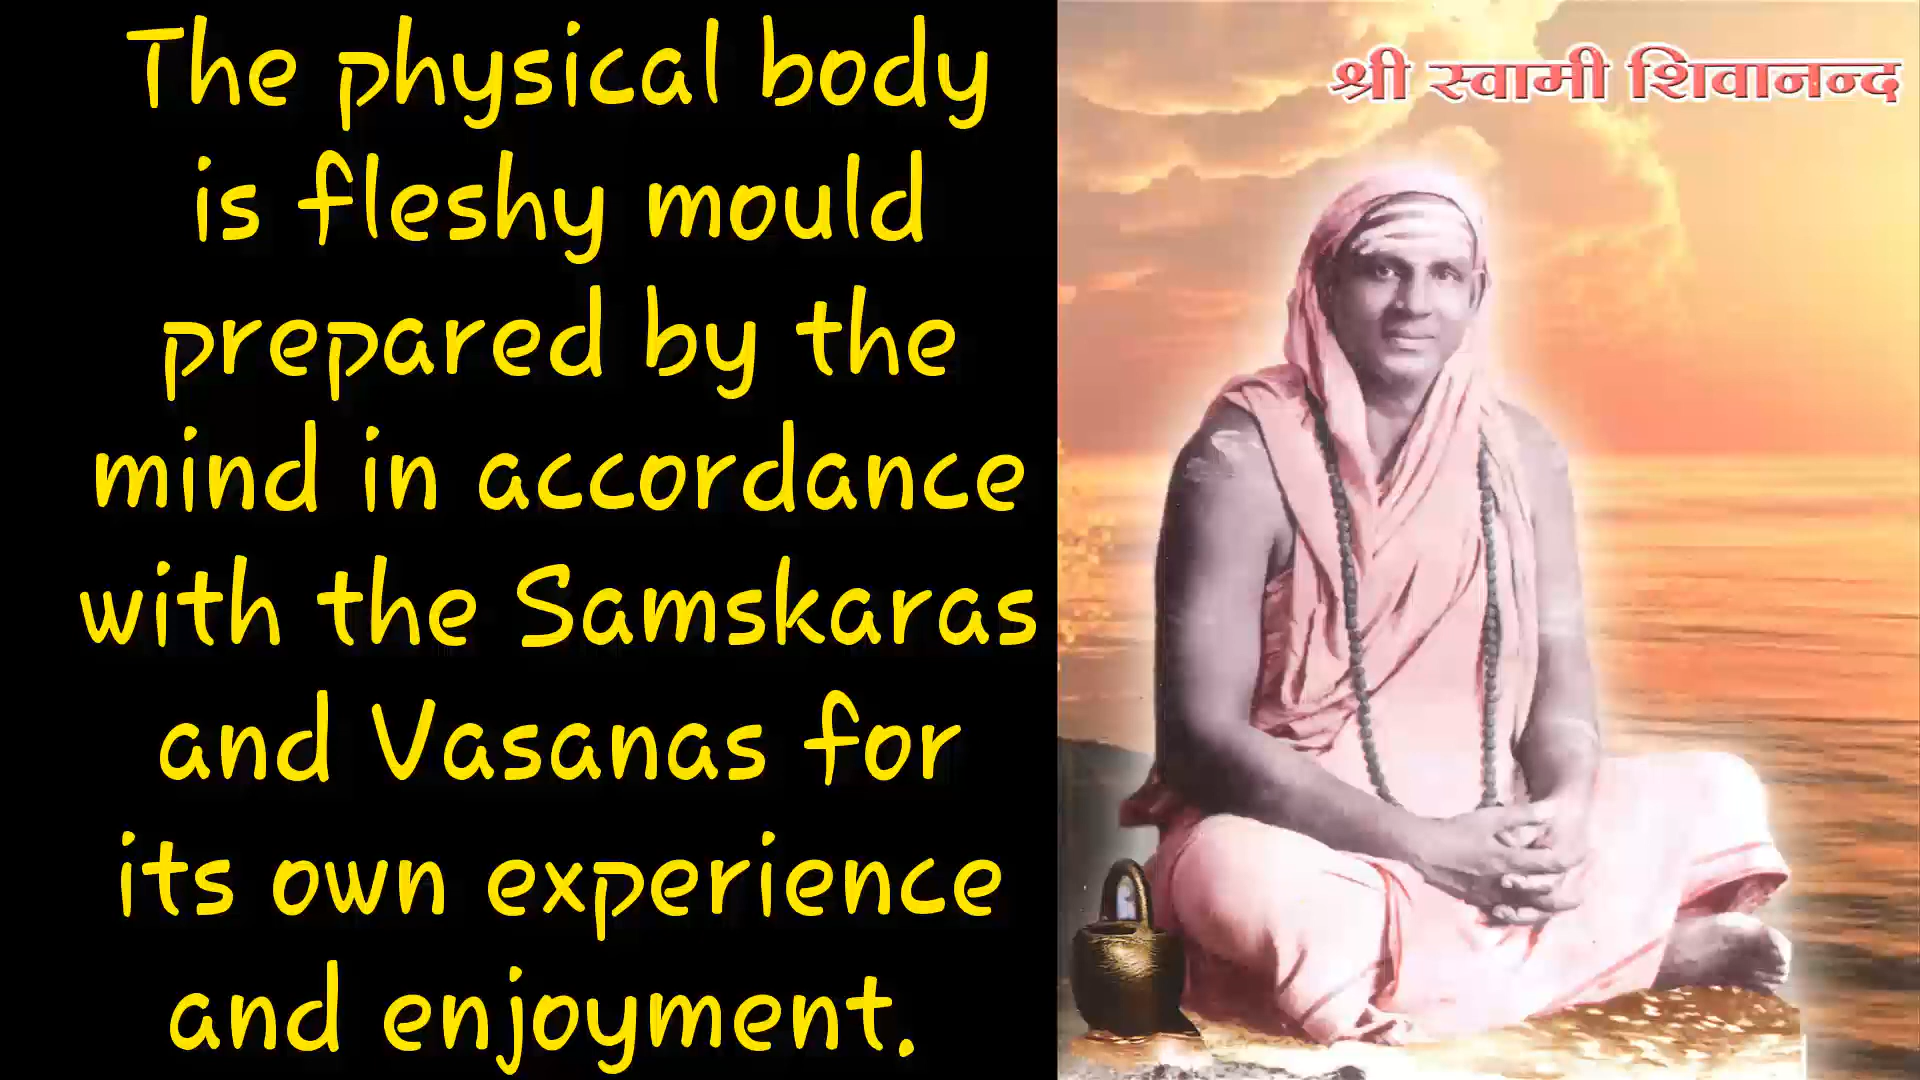 The physical body
is fleshy mould
prepared by the
mind in accordance
with the Samskaras
and Vasanas for
its own experience
and enjoyment.
श्री स्वामी शिवानन्द